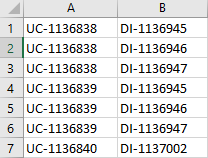 A B
1 UC-1136838 DI-1136945
2 UC-1136838 DI-1136946
3 UC-1136838 DI-1136947
4 UC-1136839 DI-1136945
5 UC-1136839 DI-1136946
6 UC-1136839 DI-1136947
7 UC-1136840 DI-1137002